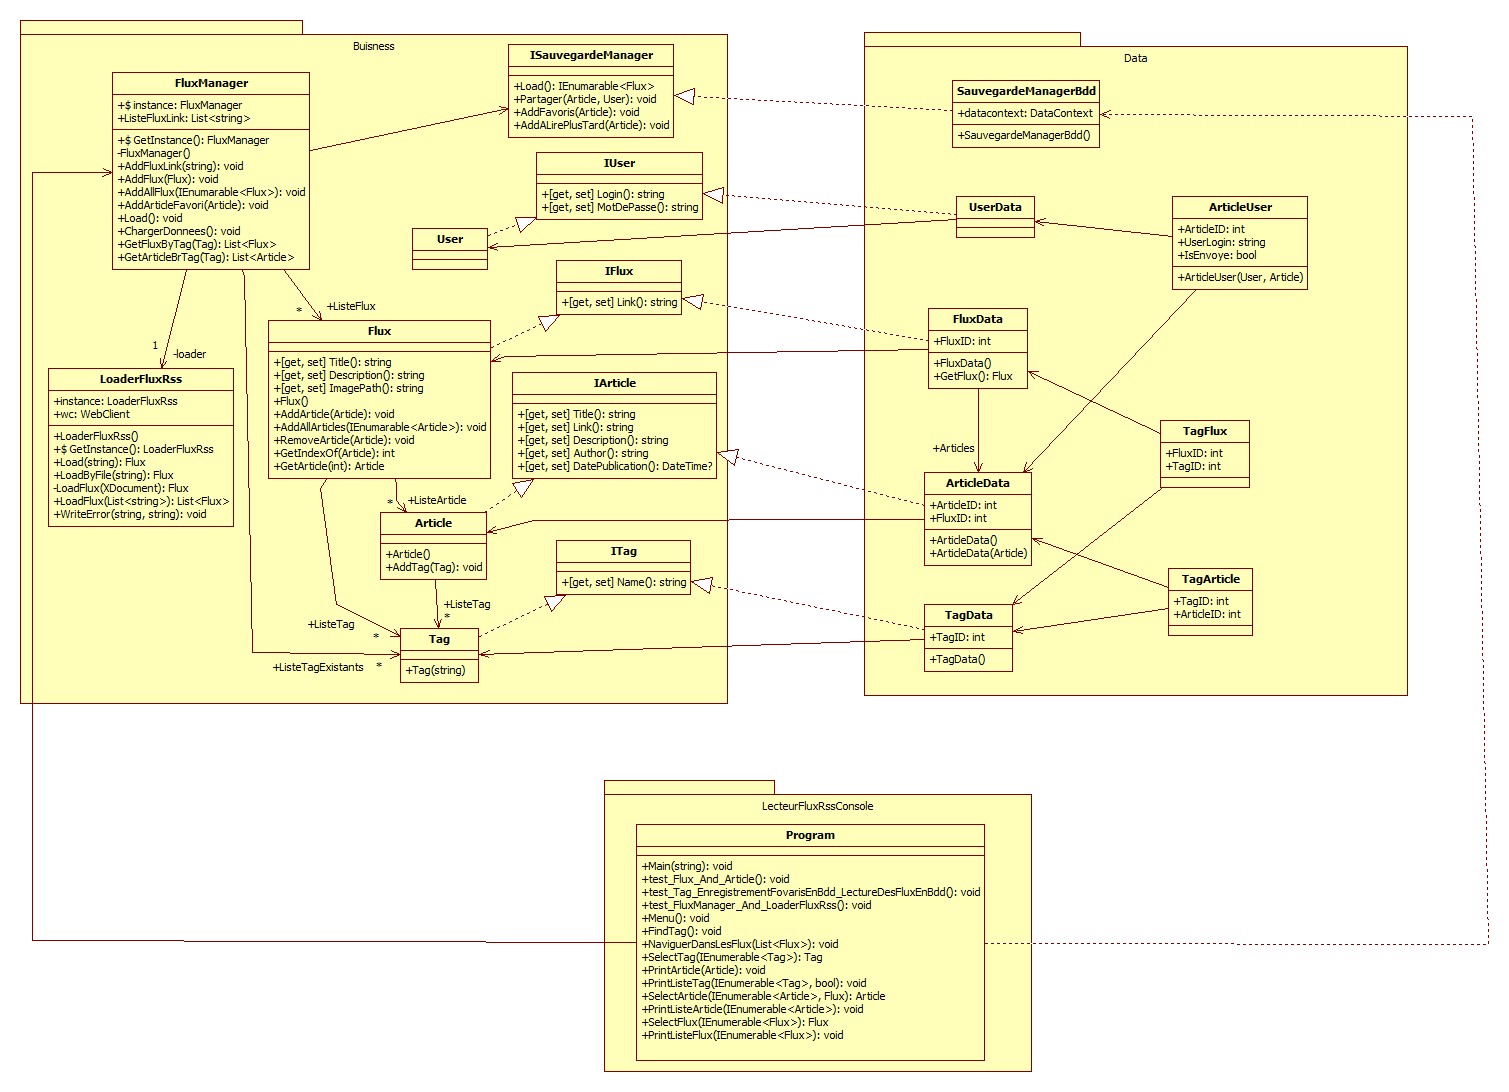 Buisness
FluxManager
+$ instance: FluxManager
+ListeFluxLink: List<string>
+$ GetInstance(): FluxManager
-FluxManager()
+AddFluxLink(string): void
+AddFlux(Flux): void
+AddAllFlux(IEnumarable<Flux>): void
+AddArticleFavori(Article): void
+Load(): void
+ChargerDonnees(): void
+GetFluxByTag(Tag): List<Flux>
+GetArticleBrTag(Tag): List<Article>
ISauvegardeManager
+Load(): IEnumarable<Flux>
+Partager(Article, User): void
+AddFavoris(Article): void
+AddALirePlusTard(Article): void
IUser
+[get, set] Login(): string
+[get, set] MotDePasse(): string
User
IFlux
+[get, set] Link(): string
+ListeFlux
*
1
-loader
Flux
+[get, set] Title(): string
+[get, set] Description(): string
+[get, set] ImagePath(): string
+Flux()
+AddArticle(Article): void
+AddAllArticles(IEnumarable<Article>): void
+RemoveArticle(Article): void
+GetIndexOf(Article): int
+GetArticle(int): Article
LoaderFluxRss
+instance: LoaderFluxRss
+wc: WebClient
+LoaderFluxRss()
+$ GetInstance(): LoaderFluxRss
+Load(string): Flux
+LoadByFile(string): Flux
-LoadFlux(XDocument): Flux
+LoadFlux(List<string>): List<Flux>
+WriteError(string, string): void
IArticle
+[get, set] Title(): string
+[get, set] Link(): string
+[get, set] Description(): string
+[get, set] Author(): string
+[get, set] DatePublication(): DateTime?
* +ListeArticle
Article
+Article()
+AddTag(Tag): void
ITag
+[get, set] Name(): string
+ListeTag
*
+ListeTag
*
Tag
+Tag(string)
+ListeTagExistants *
Data
SauvegardeManagerBdd
+datacontext: DataContext
+SauvegardeManagerBdd()
UserData
ArticleUser
+ArticleID: int
+UserLogin: string
+IsEnvoye: bool
+ArticleUser(User, Article)
FluxData
+FluxID: int
+FluxData()
+GetFlux(): Flux
+Articles
TagFlux
+FluxID: int
+TagID: int
ArticleData
+ArticleID: int
+FluxID: int
+ArticleData()
+ArticleData(Article)
TagArticle
+TagID: int
+ArticleID: int
TagData
+TagID: int
+TagData()
LecteurFluxRssConsole
Program
+Main(string): void
+test_Flux_And_Article(): void
+test_Tag_EnregistrementFovarisEnBdd_LectureDesFluxEnBdd(): void
+test_FluxManager_And_LoaderFluxRss(): void
+Menu(): void
+FindTag(): void
+NaviguerDansLesFlux(List<Flux>): void
+SelectTag(IEnumerable<Tag>): Tag
+PrintArticle(Article): void
+PrintListeTag(IEnumerable<Tag>, bool): void
+SelectArticle(IEnumerable<Article>, Flux): Article
+PrintListeArticle(IEnumerable<Article>): void
+SelectFlux(IEnumerable<Flux>): Flux
+PrintListeFlux(IEnumerable<Flux>): void